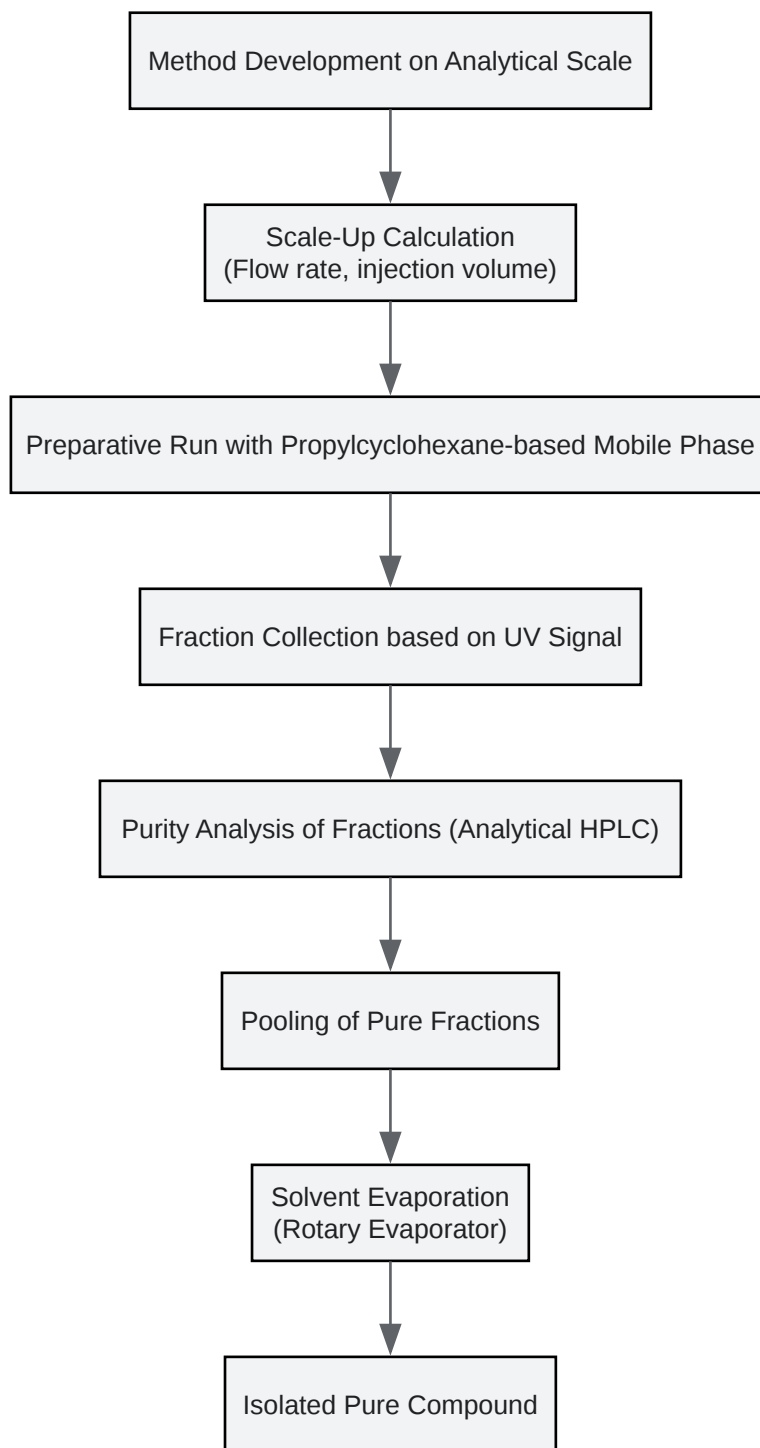 Method Development on Analytical Scale
Scale-Up Calculation
(Flow rate, injection volume)
Preparative Run with Propylcyclohexane-based Mobile Phase
Fraction Collection based on UV Signal
Purity Analysis of Fractions (Analytical HPLC)
Pooling of Pure Fractions
Solvent Evaporation
(Rotary Evaporator)
Isolated Pure Compound